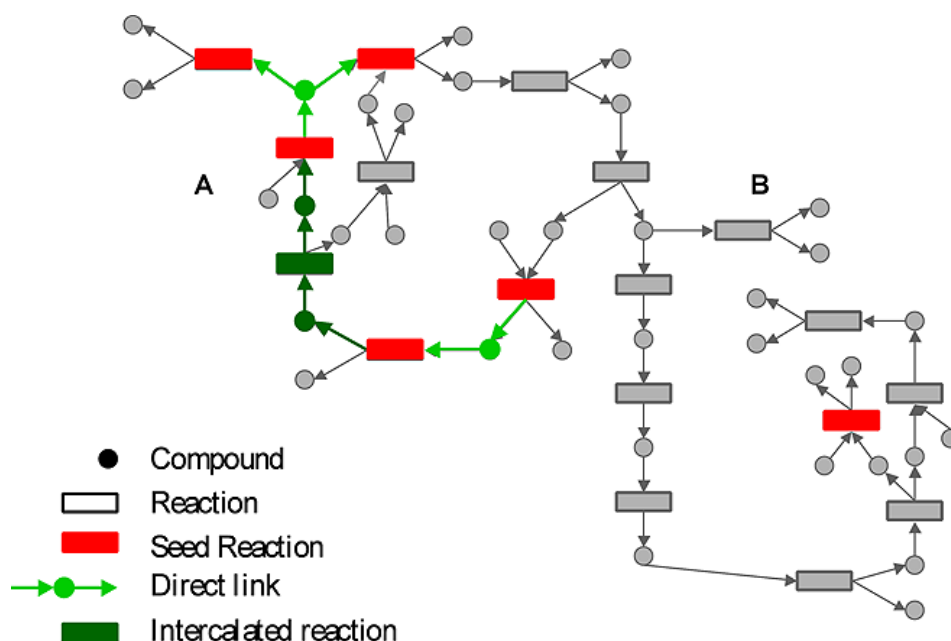 A
B
Compound
Reaction
Seed Reaction
Direct link
Intercalated reaction